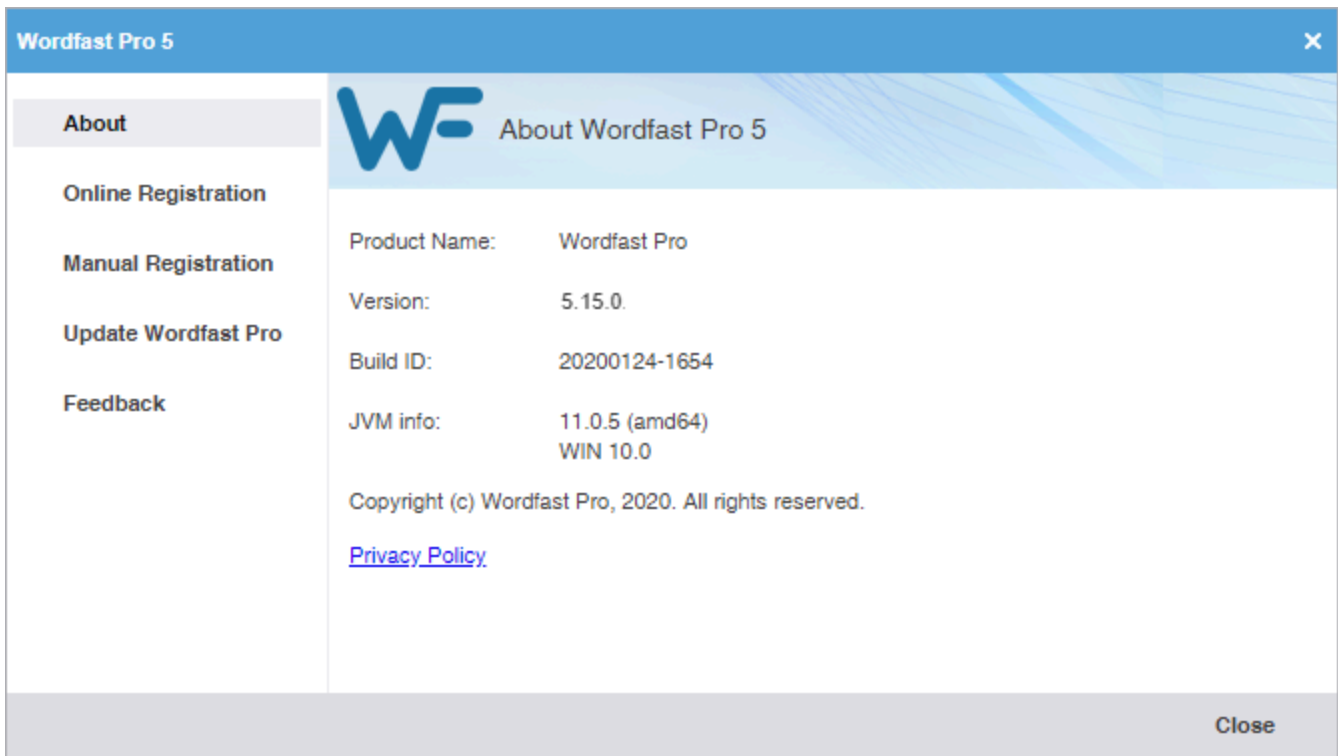 Wordfast Pro 5
About
Online Registration
Manual Registration
Update Wordfast Pro
Feedback
WF
About Wordfast Pro 5
Product Name: Wordfast Pro
Version: 5.15.0.
Build ID: 20200124-1654
JVM info: 11.0.5 (amd64)
WIN 10.0
Copyright (c) Wordfast Pro, 2020. All rights reserved.
Privacy Policy
Close